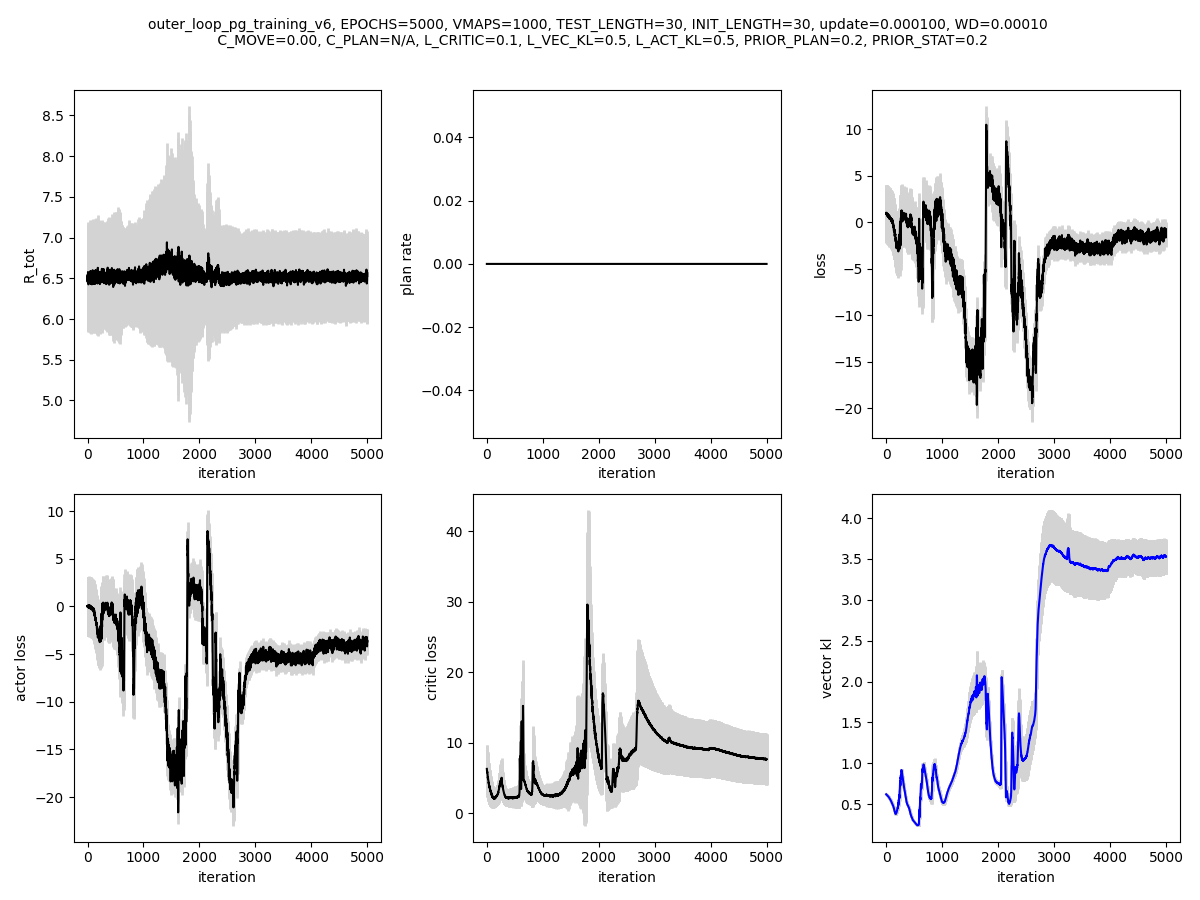 outer_loop_pg_training_v6, EPOCHS=5000, VMAPS=1000, TEST_LENGTH=30, INIT_LENGTH=30, update=0.000100, WD=0.00010
C_MOVE=0.00, C_PLAN=N/A, L_CRITIC=0.1, L_VEC_KL=0.5, L_ACT_KL=0.5, PRIOR_PLAN=0.2, PRIOR_STAT=0.2
R_tot
8.5
8.0
7.5
7.0
6.5
6.0
5.5
5.0
0 1000 2000 3000 4000 5000
iteration
plan rate
0.04
0.02
0.00
−0.02
−0.04
0 1000 2000 3000 4000 5000
iteration
loss
10
5
0
−5
−10
−15
−20
0 1000 2000 3000 4000 5000
iteration
actor loss
10
5
0
−5
−10
−15
−20
0 1000 2000 3000 4000 5000
iteration
critic loss
40
30
20
10
0
0 1000 2000 3000 4000 5000
iteration
vector kl
4.0
3.5
3.0
2.5
2.0
1.5
1.0
0.5
0 1000 2000 3000 4000 5000
iteration